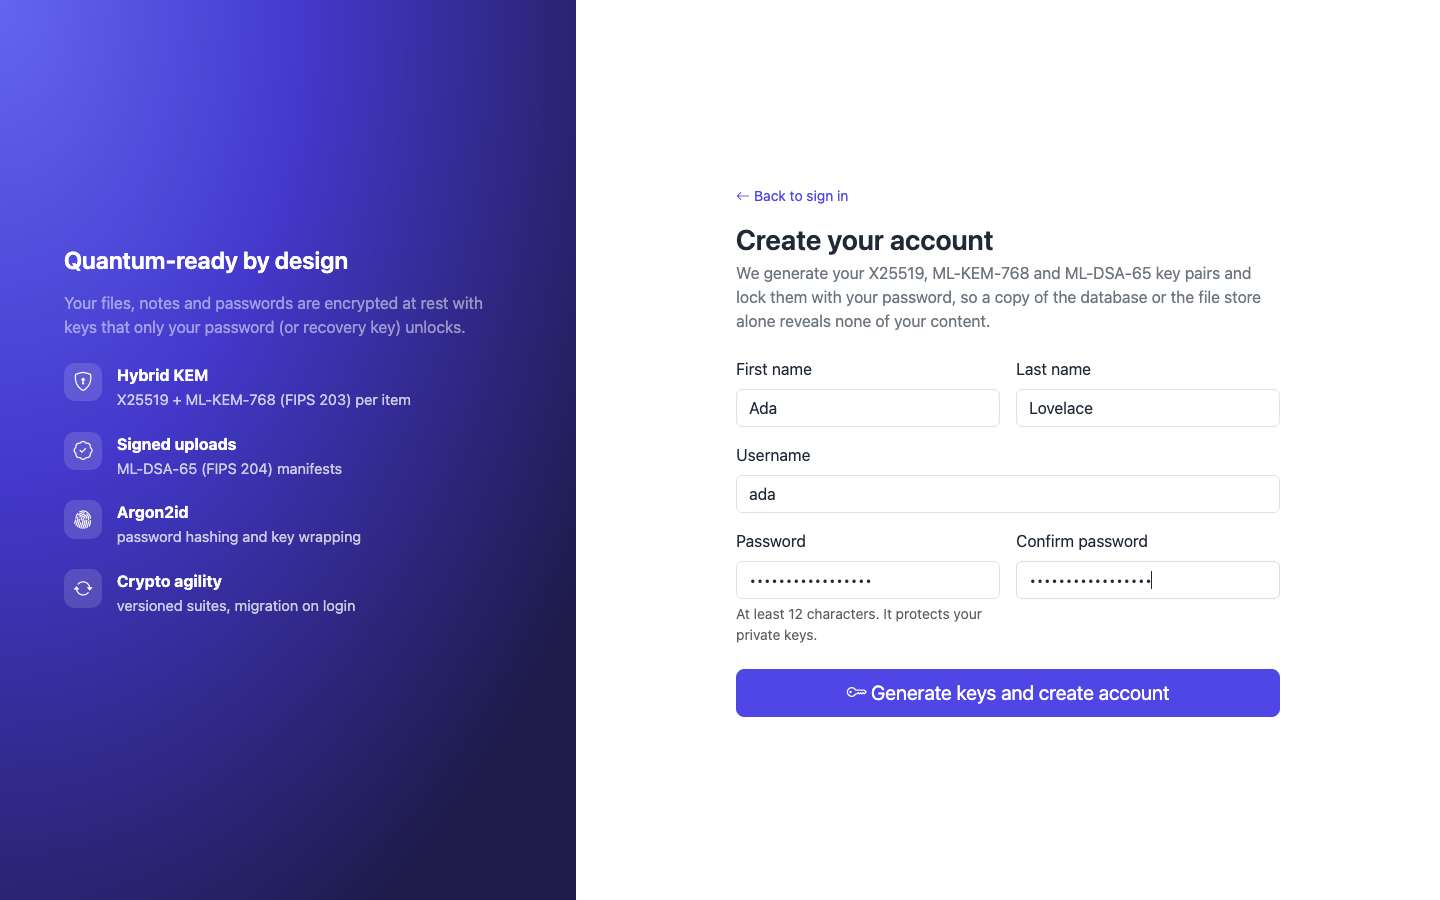 Quantum-ready by design
Your files, notes and passwords are encrypted at rest with
keys that only your password (or recovery key) unlocks.
Hybrid KEM
X25519 + ML-KEM-768 (FIPS 203) per item
Signed uploads
ML-DSA-65 (FIPS 204) manifests
Argon2id
password hashing and key wrapping
Crypto agility
versioned suites, migration on login
← Back to sign in
Create your account
We generate your X25519, ML-KEM-768 and ML-DSA-65 key pairs and
lock them with your password, so a copy of the database or the file store
alone reveals none of your content.
First name
Last name
Ada
Lovelace
Username
ada
Password
Confirm password
•••••••••••••••••
•••••••••••••••••
At least 12 characters. It protects your
private keys.
Generate keys and create account